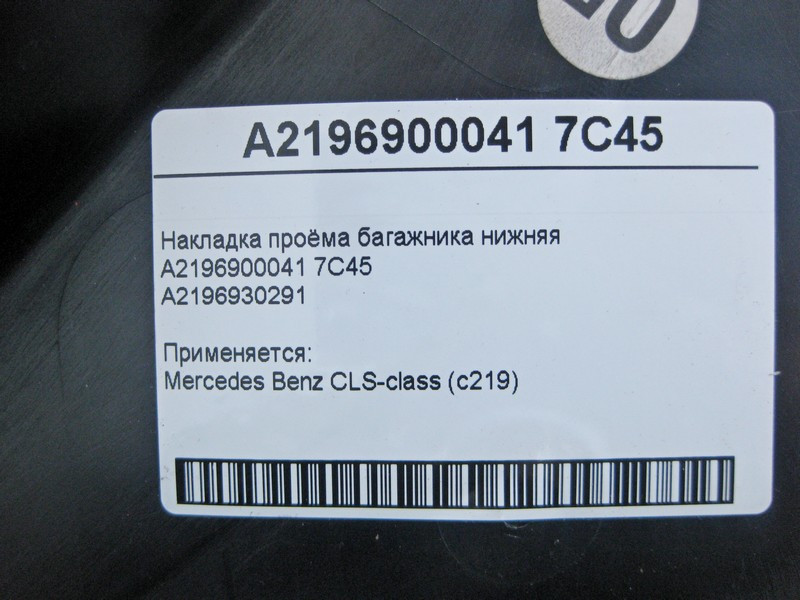 A2196900041 7C45
Накладка проёма багажника нижняя
A2196900041 7C45
A2196930291
Применяется:
Mercedes Benz CLS-class (c219)